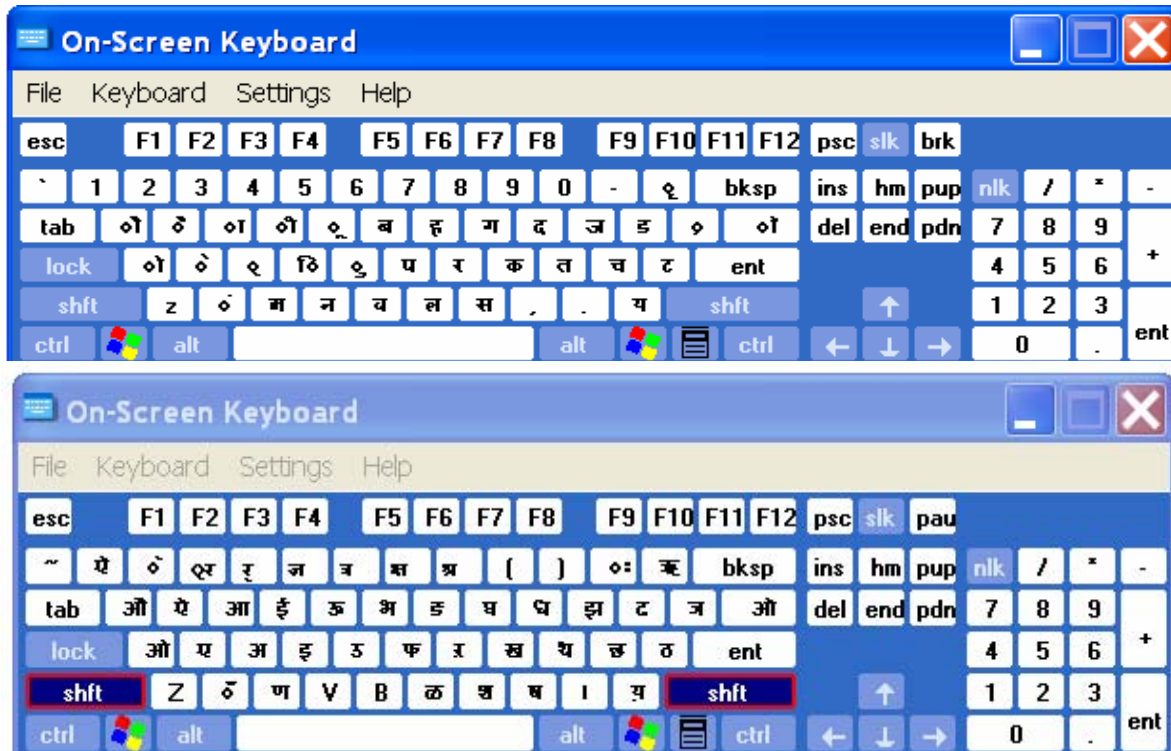 On-Screen Keyboard
File Keyboard Settings Help
esc F1 F2 F3 F4 F5 F6 F7 F8 F9 F10 F11 F12 psc slk brk
` 1 2 3 4 5 6 7 8 9 0 - ृ bksp ins hm pup nlk / * -
tab ौ ै ा ी ू ब ह ग द ज ड ़ ॉ del end pdn 7 8 9 +
lock ो े ् ि ु प र क त च ट ent 4 5 6
shft z ं म न व ल स , . य shft ↑ 1 2 3 ent
ctrl alt alt ctrl ← ↓ → 0 .
On-Screen Keyboard
File Keyboard Settings Help
esc F1 F2 F3 F4 F5 F6 F7 F8 F9 F10 F11 F12 psc slk pau
~ ऍ ॅ ्र र् ज्ञ त्र क्ष श्र ( ) ः ऋ bksp ins hm pup nlk / * -
tab औ ऐ आ ई ऊ भ ङ घ ध झ ढ ञ ऑ del end pdn 7 8 9 +
lock ओ ए अ इ उ फ ऱ ख थ छ ठ ent 4 5 6
shft Z ँ ण V B ळ श ष । य़ shft ↑ 1 2 3 ent
ctrl alt alt ctrl ← ↓ → 0 .